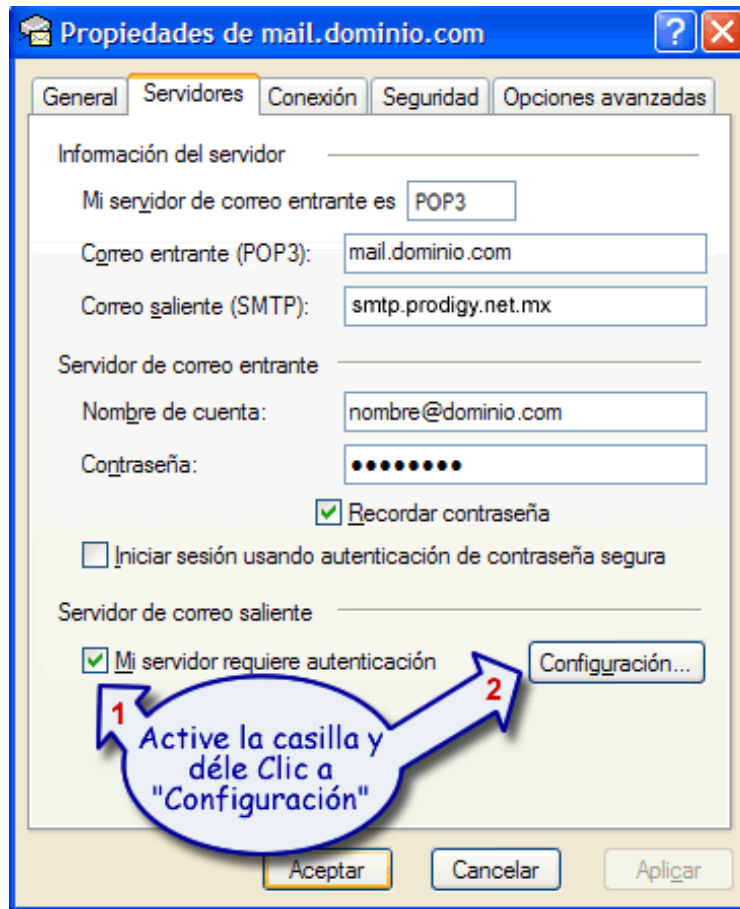 Propiedades de mail.dominio.com
General Servidores Conexión Seguridad Opciones avanzadas
Información del servidor
Mi servidor de correo entrante es POP3
Correo entrante (POP3): mail.dominio.com
Correo saliente (SMTP): smtp.prodigy.net.mx
Servidor de correo entrante
Nombre de cuenta: nombre@dominio.com
Contraseña: ••••••••
Recordar contraseña
Iniciar sesión usando autenticación de contraseña segura
Servidor de correo saliente
Mi servidor requiere autenticación Configuración...
1 2
Active la casilla y
déle Clic a
"Configuración"
Aceptar Cancelar Aplicar